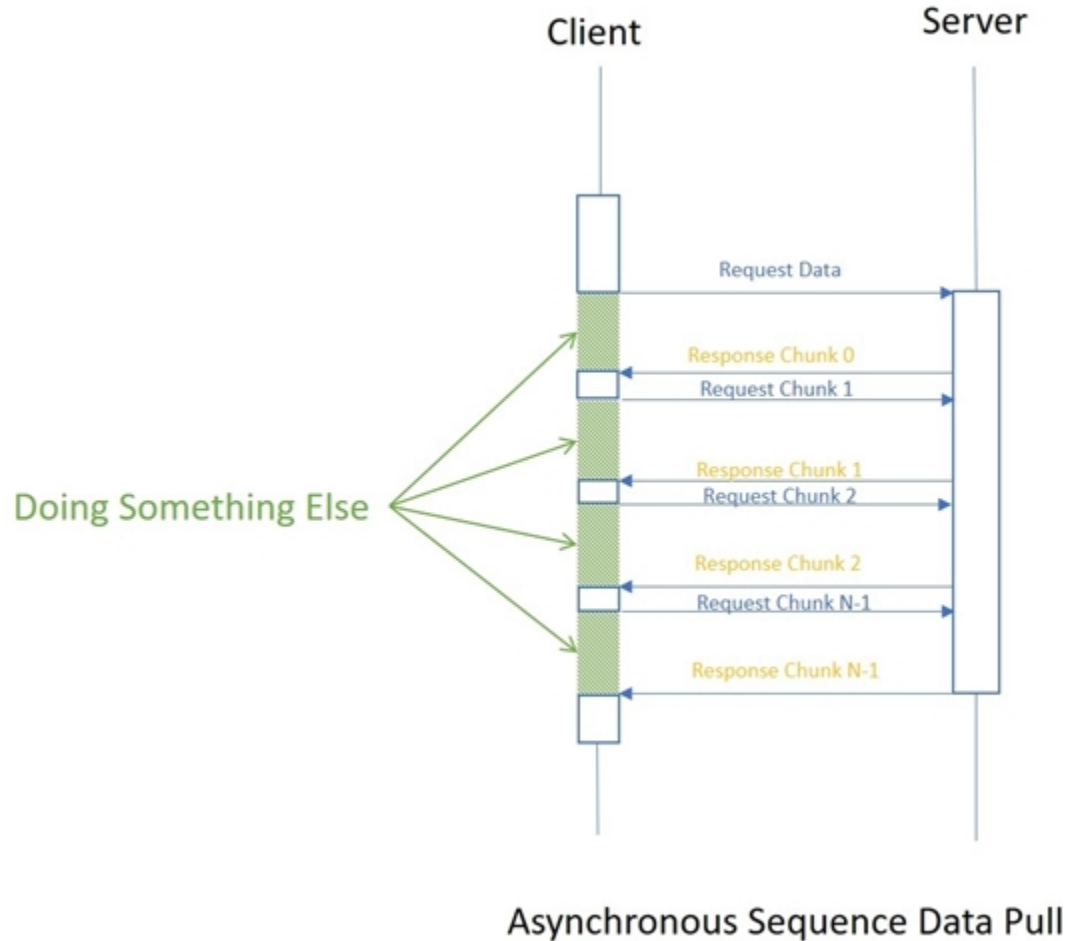 Client
Server
Request Data
Response Chunk 0
Request Chunk 1
Response Chunk 1
Request Chunk 2
Doing Something Else
Response Chunk 2
Request Chunk N-1
Response Chunk N-1
Asynchronous Sequence Data Pull